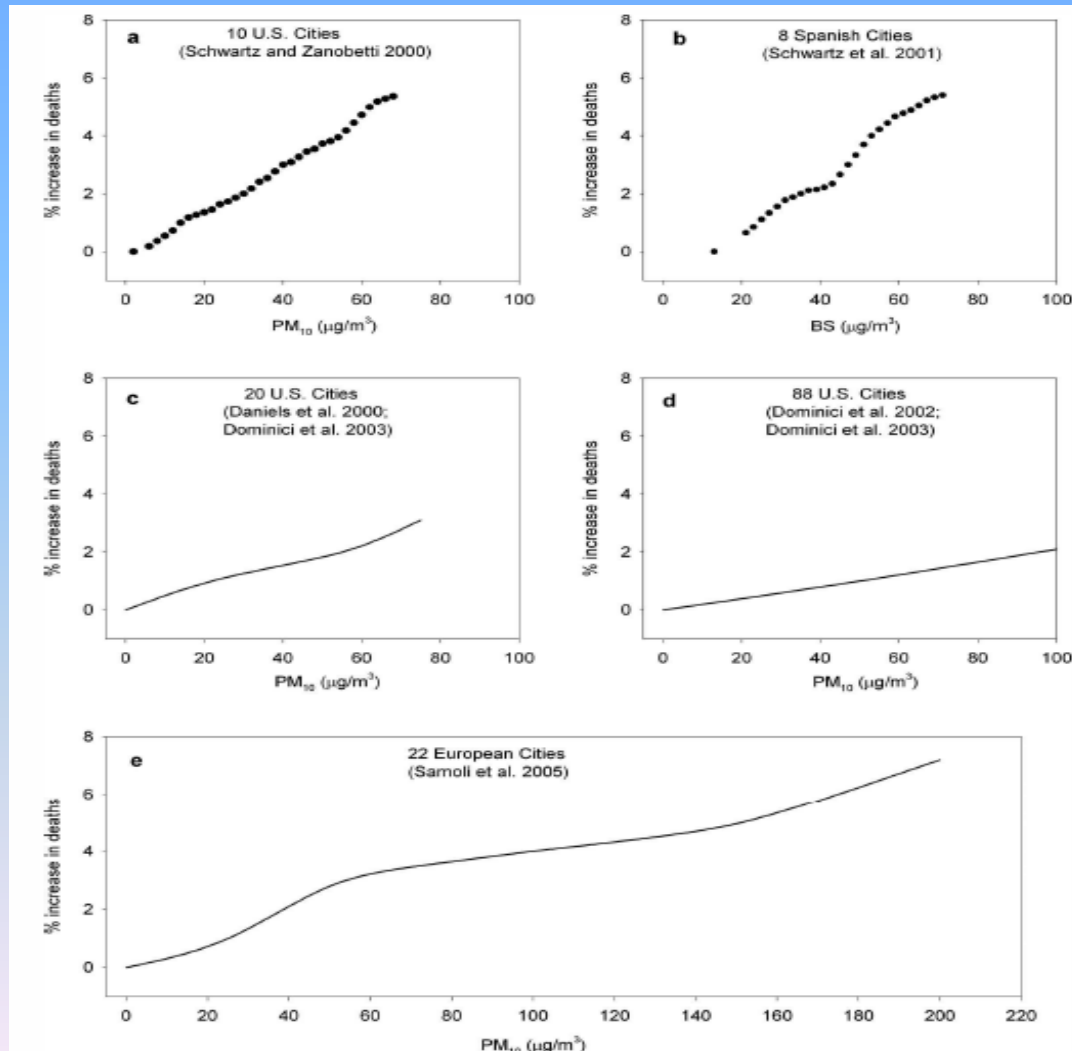 a
10 U.S. Cities
(Schwartz and Zanobetti 2000)
% increase in deaths
8
6
4
2
0
0 20 40 60 80 100
PM₁₀ (µg/m³)
b
8 Spanish Cities
(Schwartz et al. 2001)
% increase in deaths
8
6
4
2
0
0 20 40 60 80 100
BS (µg/m³)
c
20 U.S. Cities
(Daniels et al. 2000;
Dominici et al. 2003)
% increase in deaths
8
6
4
2
0
0 20 40 60 80 100
PM₁₀ (µg/m³)
d
88 U.S. Cities
(Dominici et al. 2002;
Dominici et al. 2003)
% increase in deaths
8
6
4
2
0
0 20 40 60 80 100
PM₁₀ (µg/m³)
e
22 European Cities
(Samoli et al. 2005)
% increase in deaths
8
6
4
2
0
0 20 40 60 80 100 120 140 160 180 200 220
PM₁₀ (µg/m³)